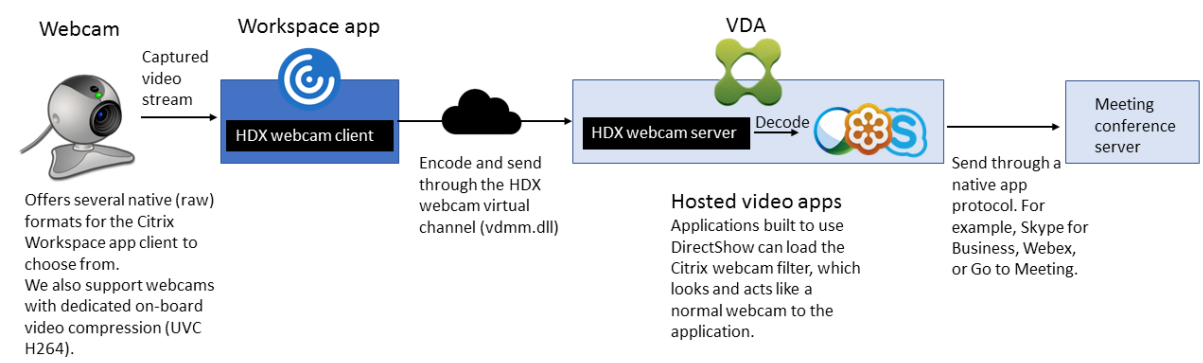 Webcam
Captured
video
stream
Offers several native (raw)
formats for the Citrix
Workspace app client to
choose from.
We also support webcams
with dedicated on-board
video compression (UVC
H264).
Workspace app
HDX webcam client
Encode and send
through the HDX
webcam virtual
channel (vdmm.dll)
VDA
HDX webcam server
Decode
S
Hosted video apps
Applications built to use
DirectShow can load the
Citrix webcam filter, which
looks and acts like a
normal webcam to the
application.
Send through a
native app
protocol. For
example, Skype for
Business, Webex,
or Go to Meeting.
Meeting
conference
server